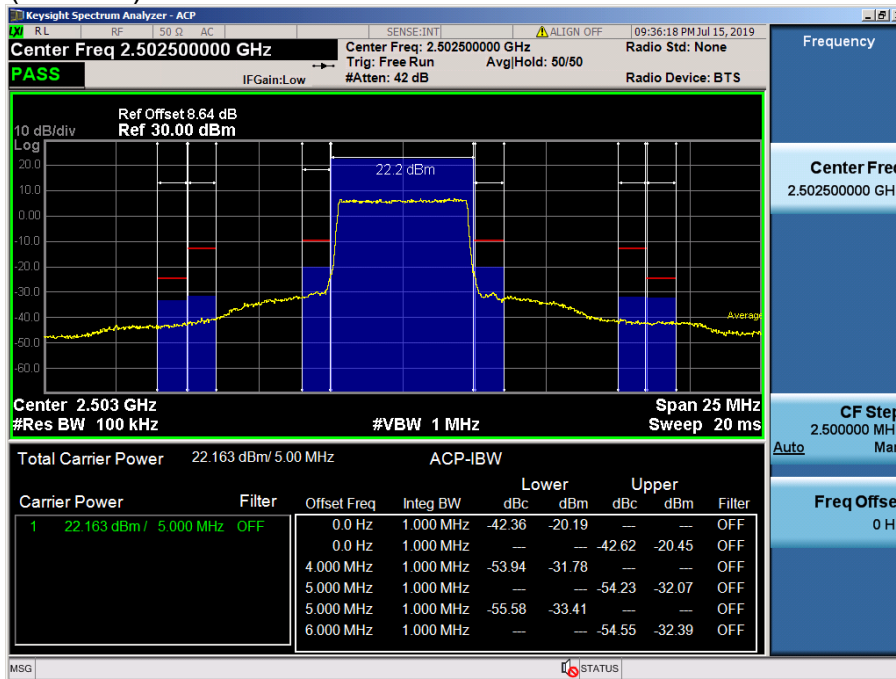 Keysight Spectrum Analyzer - ACP
LXI RL RF 50 Ω AC SENSE:INT ALIGN OFF 09:36:18 PM Jul 15, 2019
Center Freq 2.502500000 GHz
Center Freq: 2.502500000 GHz Radio Std: None
Trig: Free Run Avg|Hold: 50/50
PASS IFGain:Low #Atten: 42 dB Radio Device: BTS
Frequency
Ref Offset 8.64 dB
10 dB/div Ref 30.00 dBm
Log
20.0
22.2 dBm
10.0
0.00
-10.0
-20.0
-30.0
-40.0
Average
-50.0
-60.0
Center Fre
2.502500000 GH
Center 2.503 GHz Span 25 MHz
#Res BW 100 kHz #VBW 1 MHz Sweep 20 ms
CF Step
2.500000 MH
Auto Mar
Total Carrier Power 22.163 dBm/ 5.00 MHz ACP-IBW
Lower Upper
Carrier Power Filter Offset Freq Integ BW dBc dBm dBc dBm Filter
1 22.163 dBm / 5.000 MHz OFF 0.0 Hz 1.000 MHz -42.36 -20.19 --- --- OFF
0.0 Hz 1.000 MHz --- --- -42.62 -20.45 OFF
4.000 MHz 1.000 MHz -53.94 -31.78 --- --- OFF
5.000 MHz 1.000 MHz --- --- -54.23 -32.07 OFF
5.000 MHz 1.000 MHz -55.58 -33.41 --- --- OFF
6.000 MHz 1.000 MHz --- --- -54.55 -32.39 OFF
Freq Offse
0 H
MSG STATUS